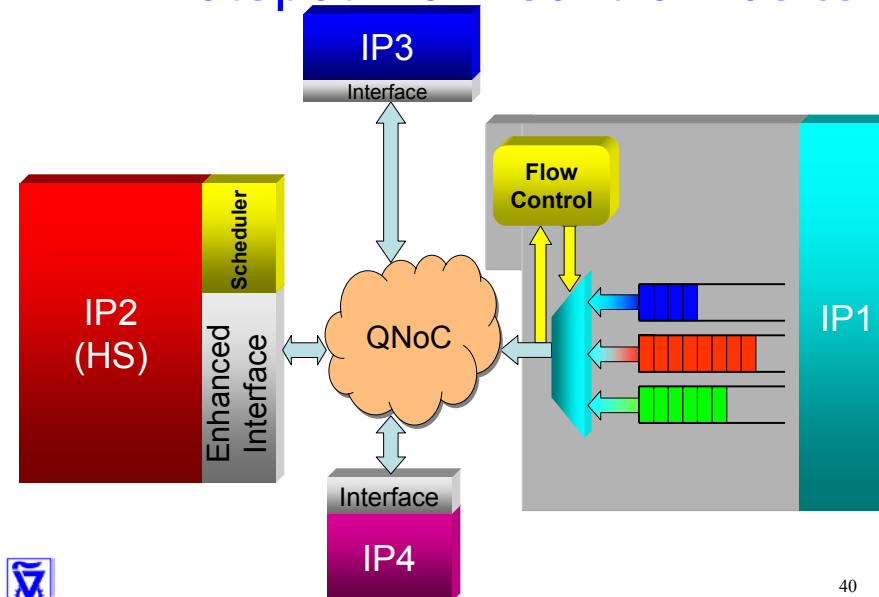 IP3
Interface
Flow
Control
Scheduler
IP2
(HS)
Enhanced
Interface
QNoC
IP1
Interface
IP4
40